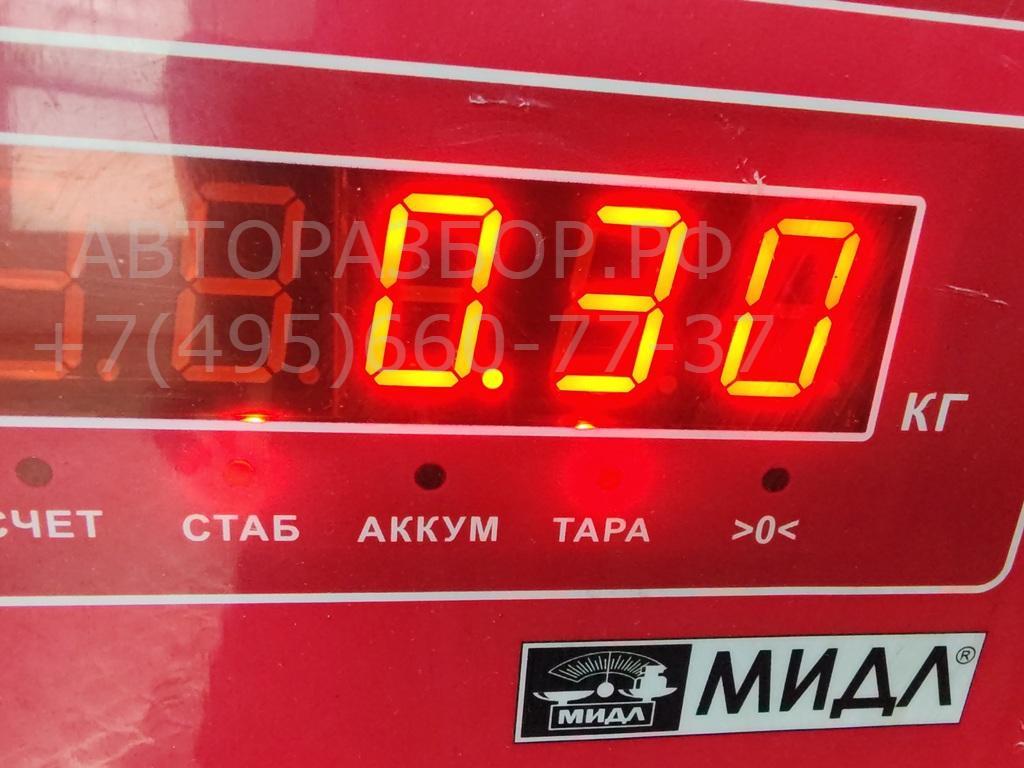 АВТОРАЗБОР.РФ
+7(495)660-77-37
0.30
КГ
СЧЕТ СТАБ АККУМ ТАРА >0<
МИДЛ МИДЛ®